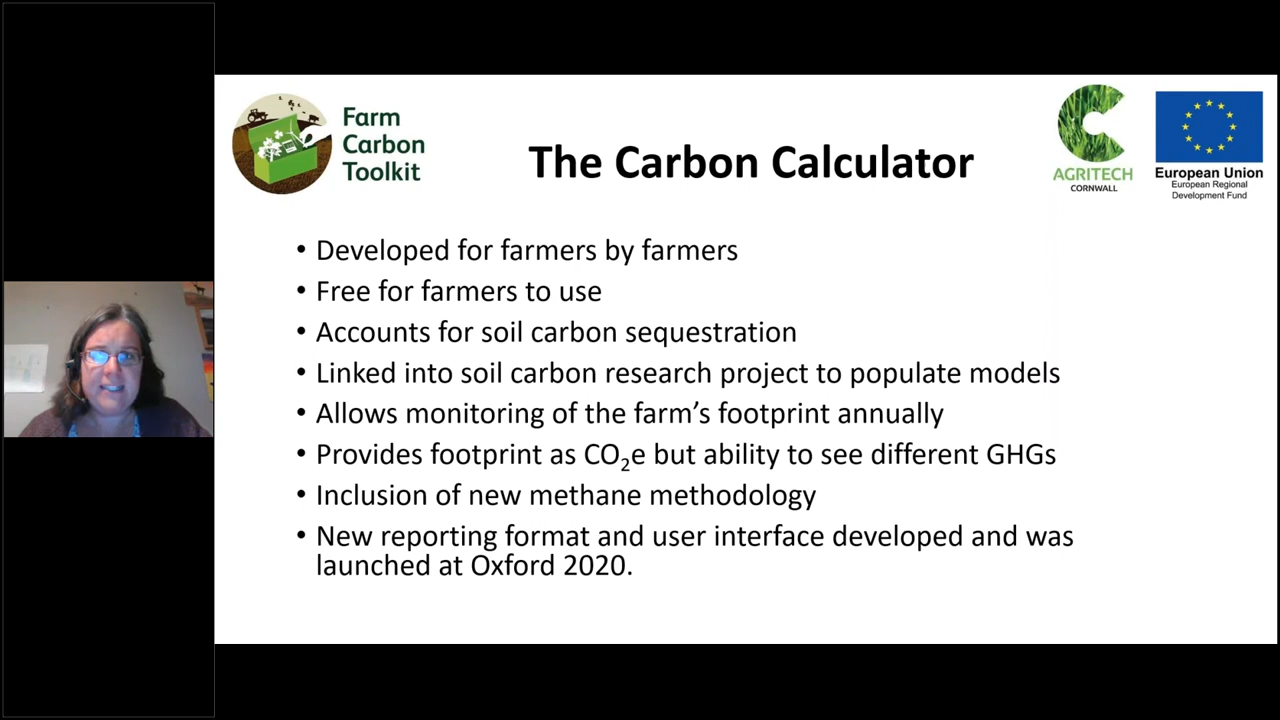 Farm
Carbon
Toolkit
The Carbon Calculator
AGRITECH
CORNWALL
European Union
European Regional
Development Fund
• Developed for farmers by farmers
• Free for farmers to use
• Accounts for soil carbon sequestration
• Linked into soil carbon research project to populate models
• Allows monitoring of the farm’s footprint annually
• Provides footprint as CO₂e but ability to see different GHGs
• Inclusion of new methane methodology
• New reporting format and user interface developed and was
launched at Oxford 2020.